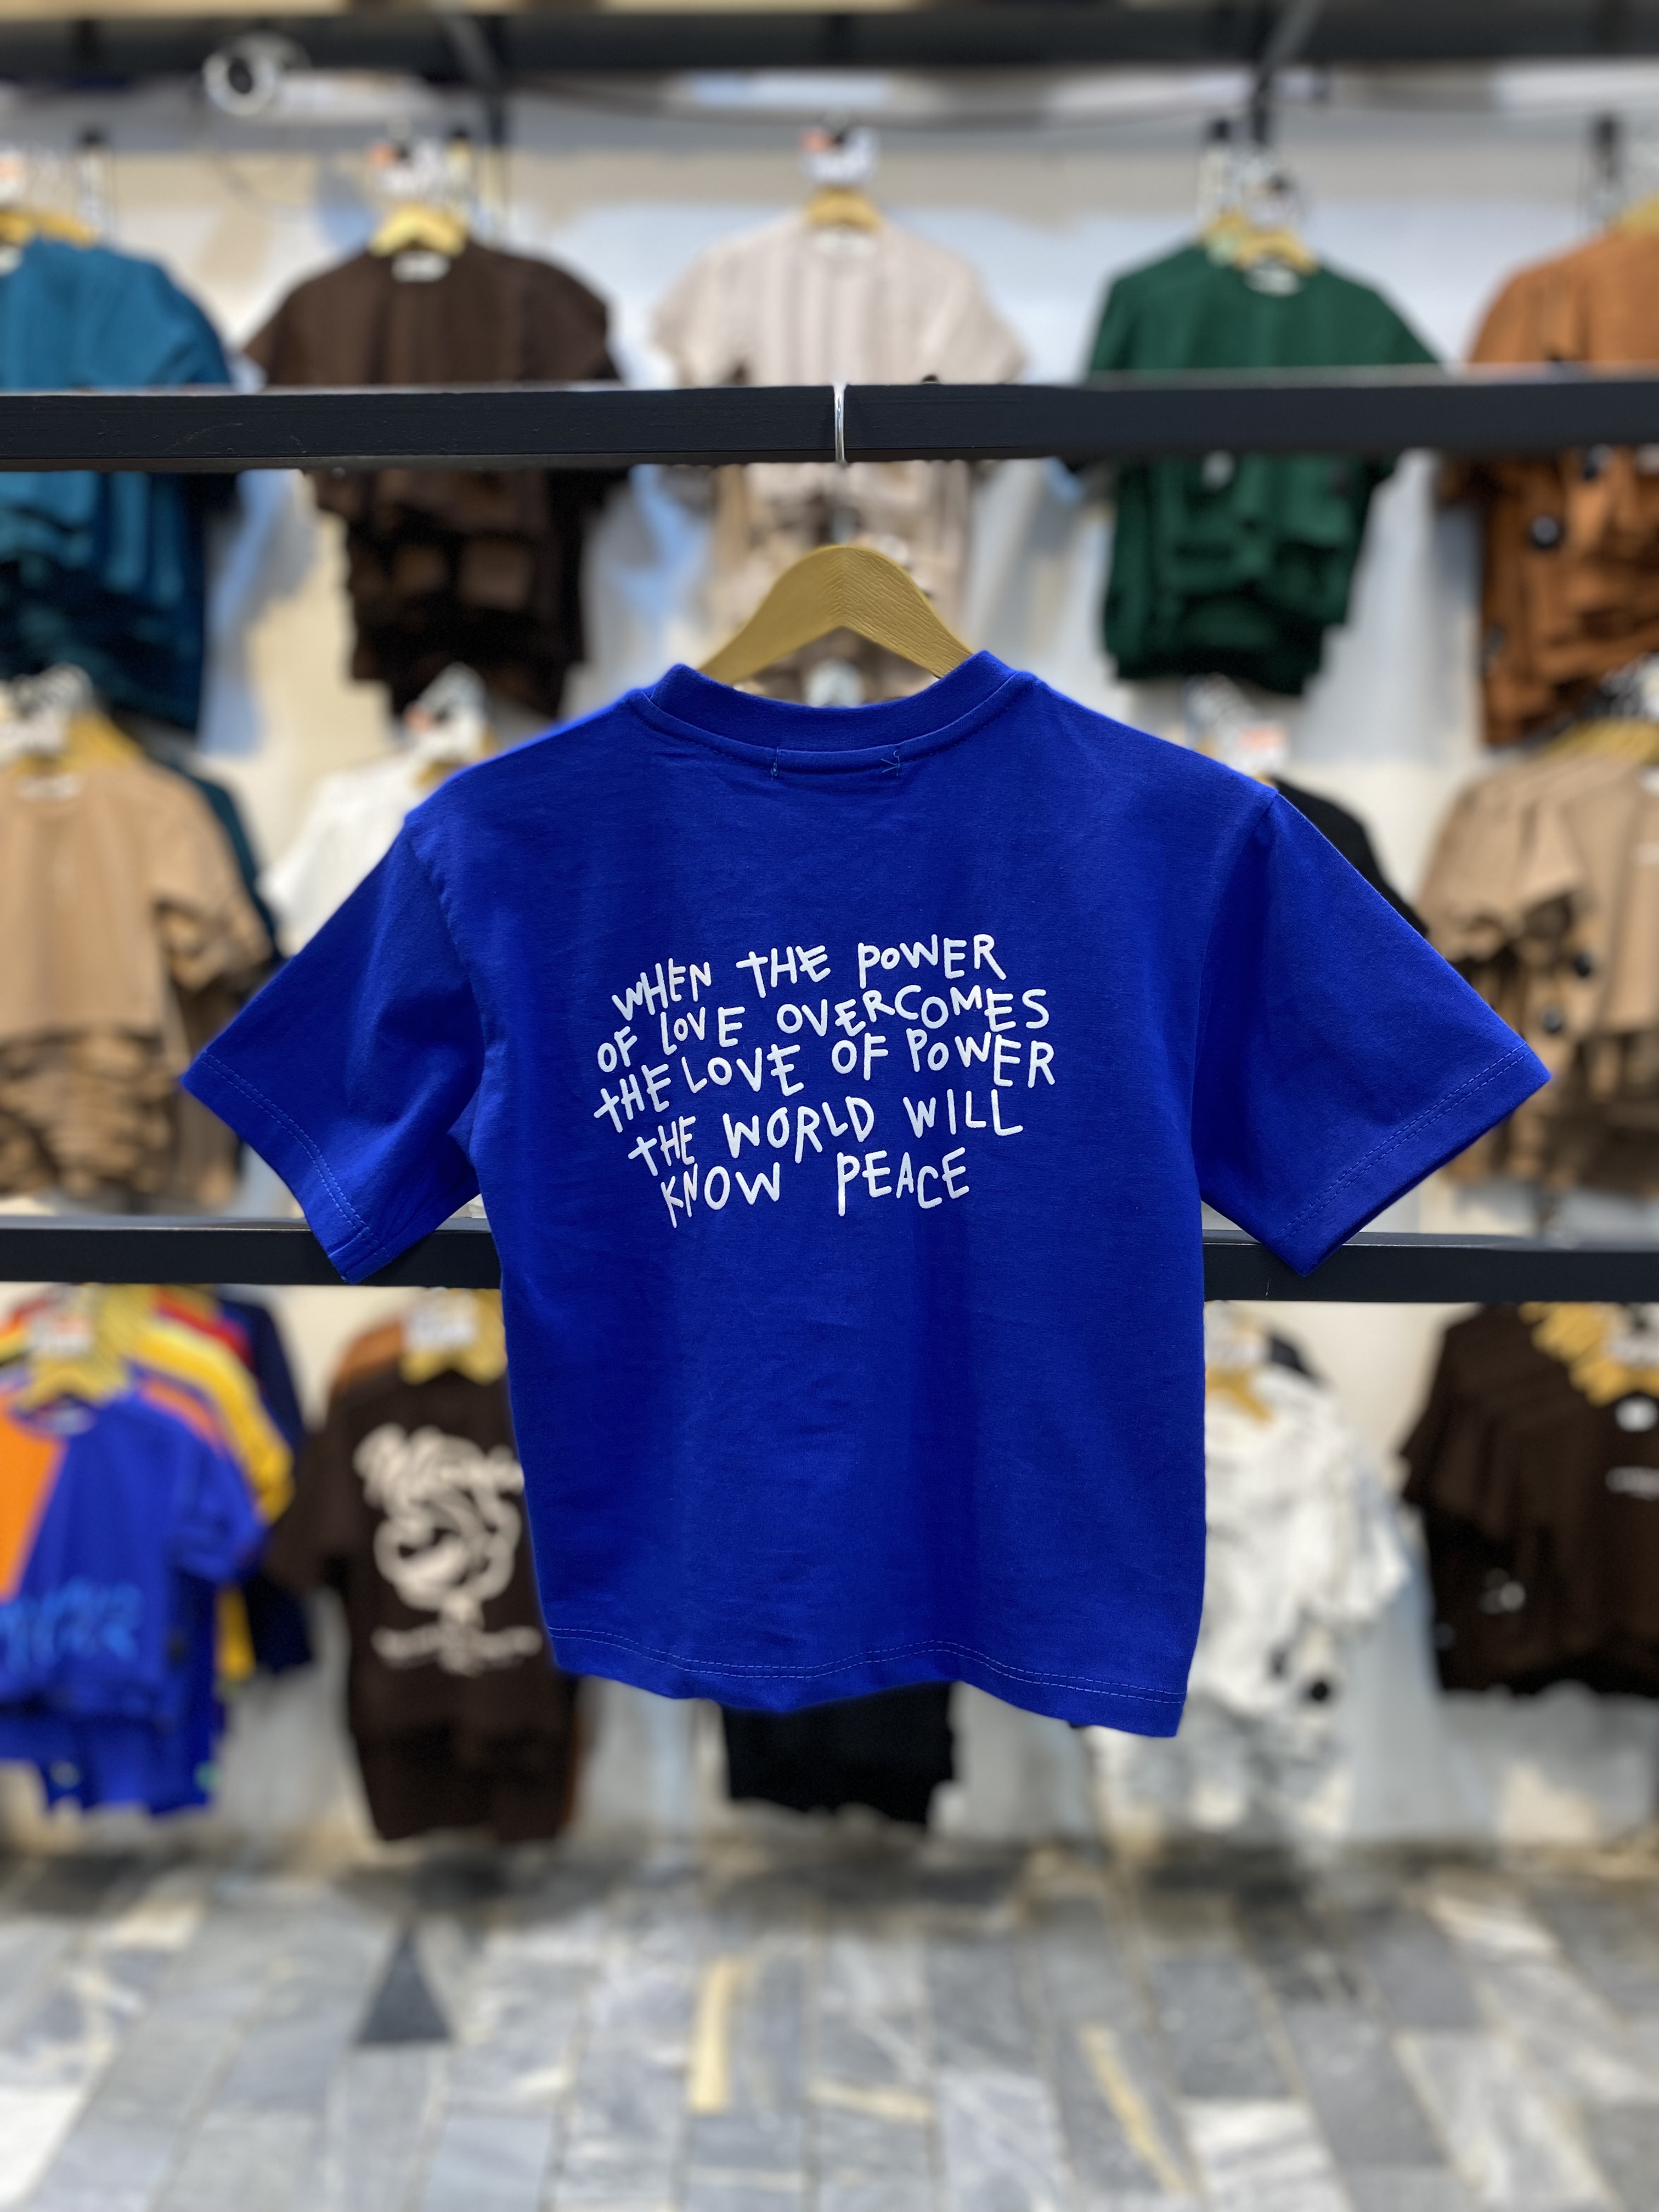 WHEN THE POWER
OF LOVE OVERCOMES
THE LOVE OF POWER
THE WORLD WILL
KNOW PEACE